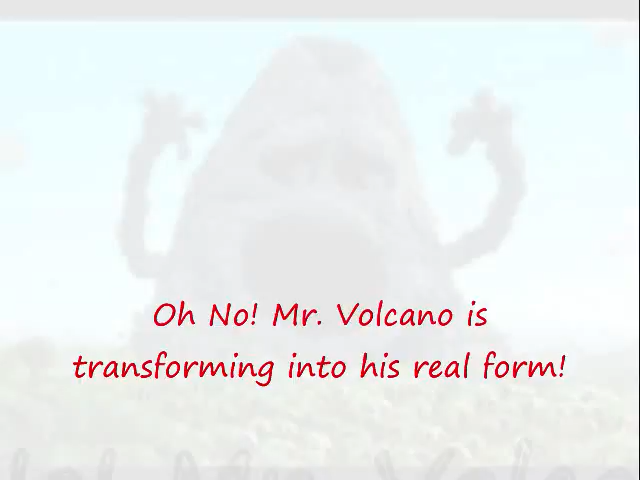 Oh No! Mr. Volcano is
transforming into his real form!